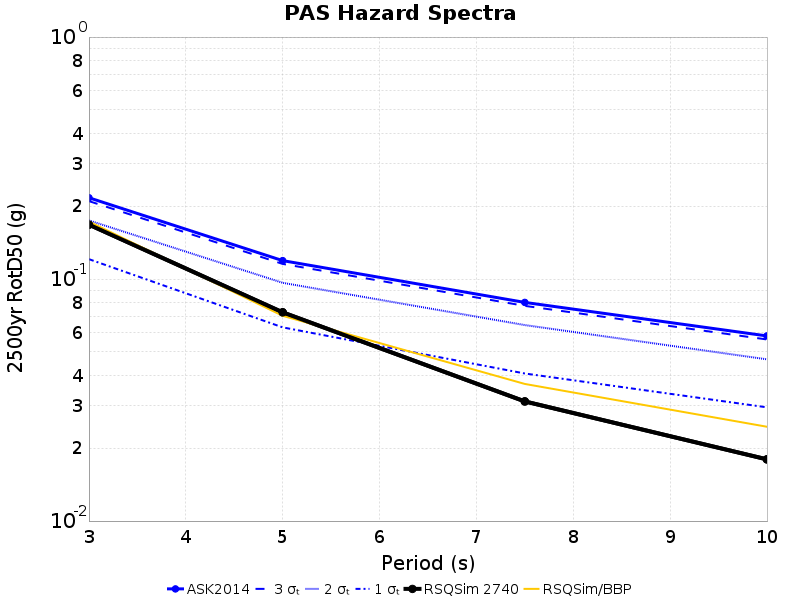 PAS Hazard Spectra
10^0
8
6
4
3
2
10^-1
8
6
4
3
2
10^-2
2500yr RotD50 (g)
3 4 5 6 7 8 9 10
Period (s)
ASK2014 3 σₜ 2 σₜ 1 σₜ RSQSim 2740 RSQSim/BBP